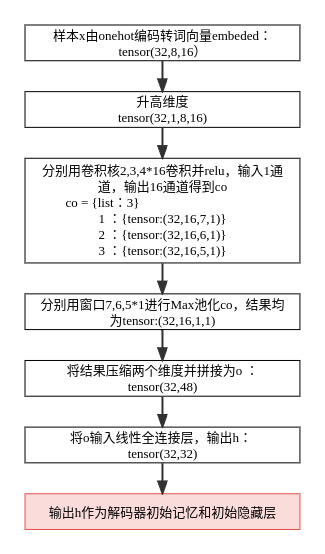 样本x由onehot编码转词向量embeded：
tensor(32,8,16）
升高维度
tensor(32,1,8,16)
分别用卷积核2,3,4*16卷积并relu，输入1通
道，输出16通道得到co
co = {list：3}
1 ：{tensor:(32,16,7,1)}
2 ：{tensor:(32,16,6,1)}
3 ：{tensor:(32,16,5,1)}
分别用窗口7,6,5*1进行Max池化co，结果均
为tensor:(32,16,1,1)
将结果压缩两个维度并拼接为o ：
tensor(32,48)
将o输入线性全连接层，输出h：
tensor(32,32)
输出h作为解码器初始记忆和初始隐藏层